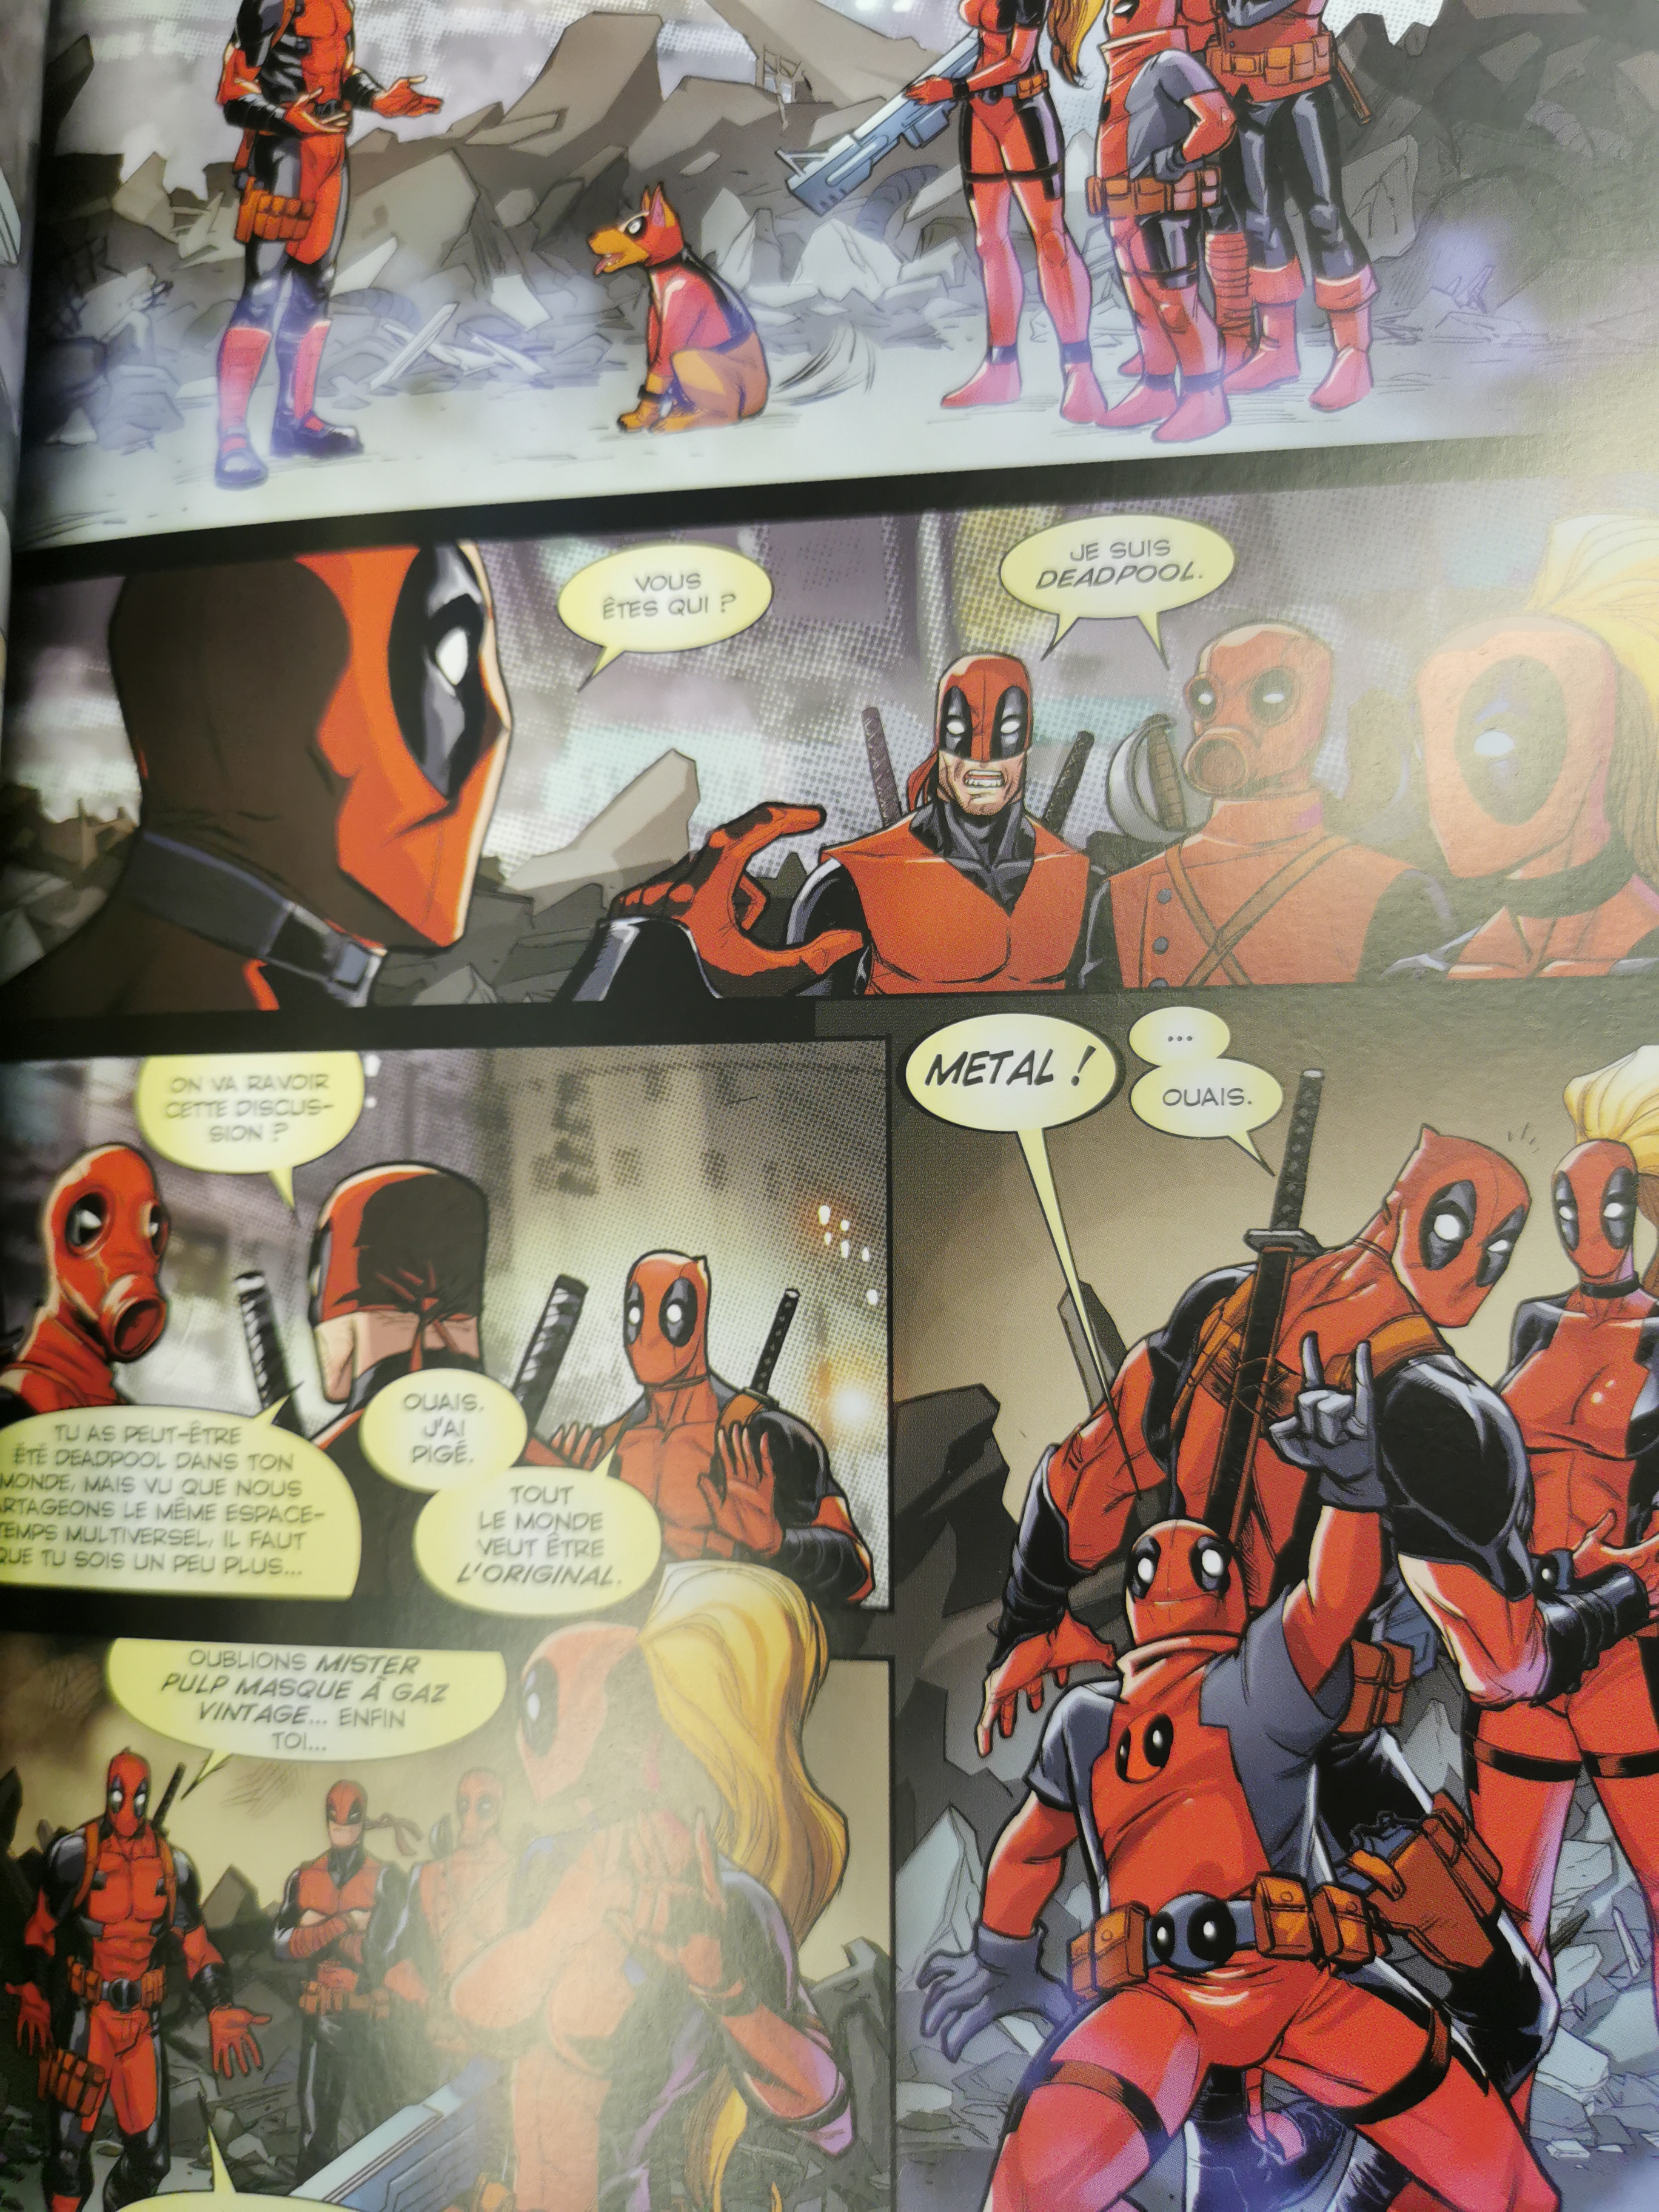 VOUS
ÊTES QUI ?
JE SUIS
DEADPOOL.
ON VA RAVOIR
CETTE DISCUS-
SION ?
TU AS PEUT-ÊTRE
ÉTÉ DEADPOOL DANS TON
MONDE, MAIS VU QUE NOUS
ARTAGEONS LE MÊME ESPACE-
TEMPS MULTIVERSEL, IL FAUT
QUE TU SOIS UN PEU PLUS...
OUAIS.
J'AI
PIGÉ.
TOUT
LE MONDE
VEUT ÊTRE
L'ORIGINAL.
METAL !
...
OUAIS.
OUBLIONS MISTER
PULP MASQUE À GAZ
VINTAGE... ENFIN
TOI...